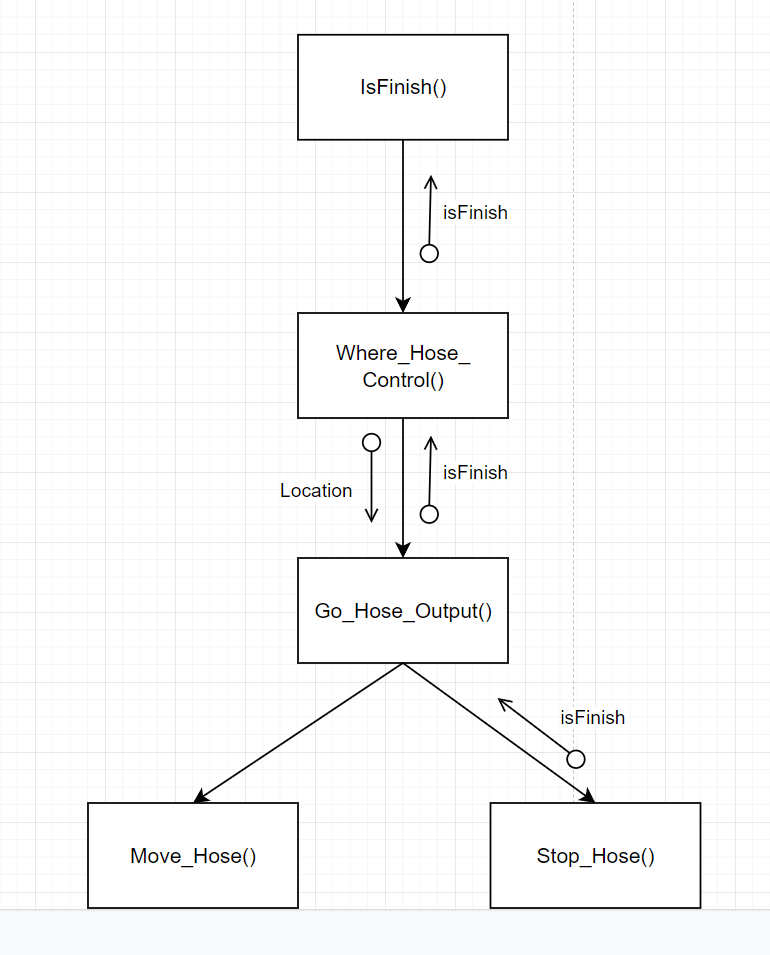 IsFinish()
isFinish
Where_Hose_
Control()
isFinish
Location
Go_Hose_Output()
isFinish
Move_Hose()
Stop_Hose()